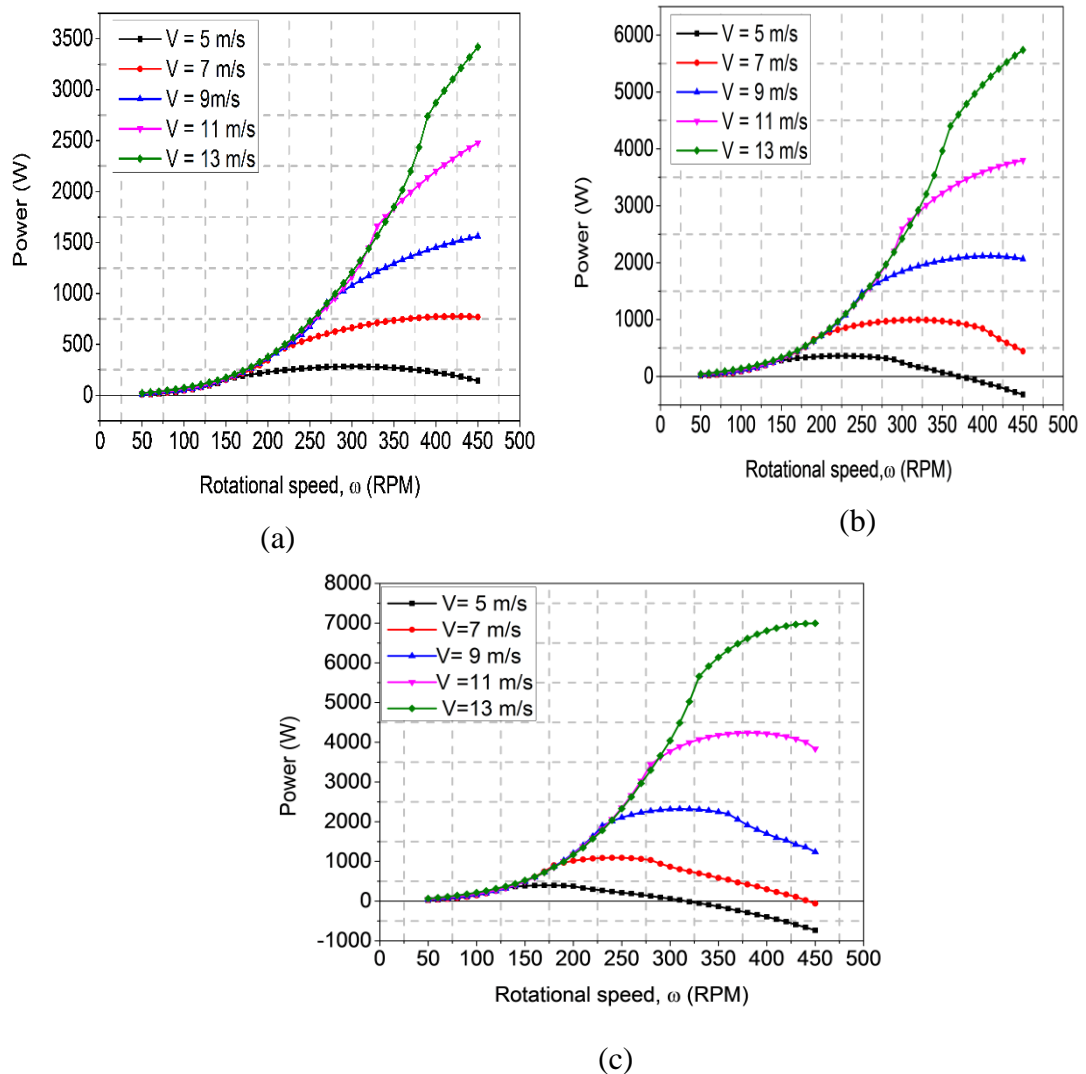 3500
3000
2500
2000
1500
1000
500
0
Power (W)
V = 5 m/s
V = 7 m/s
V = 9m/s
V = 11 m/s
V = 13 m/s
0 50 100 150 200 250 300 350 400 450 500
Rotational speed, ω (RPM)
(a)
6000
5000
4000
3000
2000
1000
0
Power (W)
V = 5 m/s
V = 7 m/s
V = 9 m/s
V = 11 m/s
V = 13 m/s
0 50 100 150 200 250 300 350 400 450 500
Rotational speed,ω (RPM)
(b)
8000
7000
6000
5000
4000
3000
2000
1000
0
-1000
Power (W)
V= 5 m/s
V=7 m/s
V= 9 m/s
V =11 m/s
V=13 m/s
0 50 100 150 200 250 300 350 400 450 500
Rotational speed, ω (RPM)
(c)